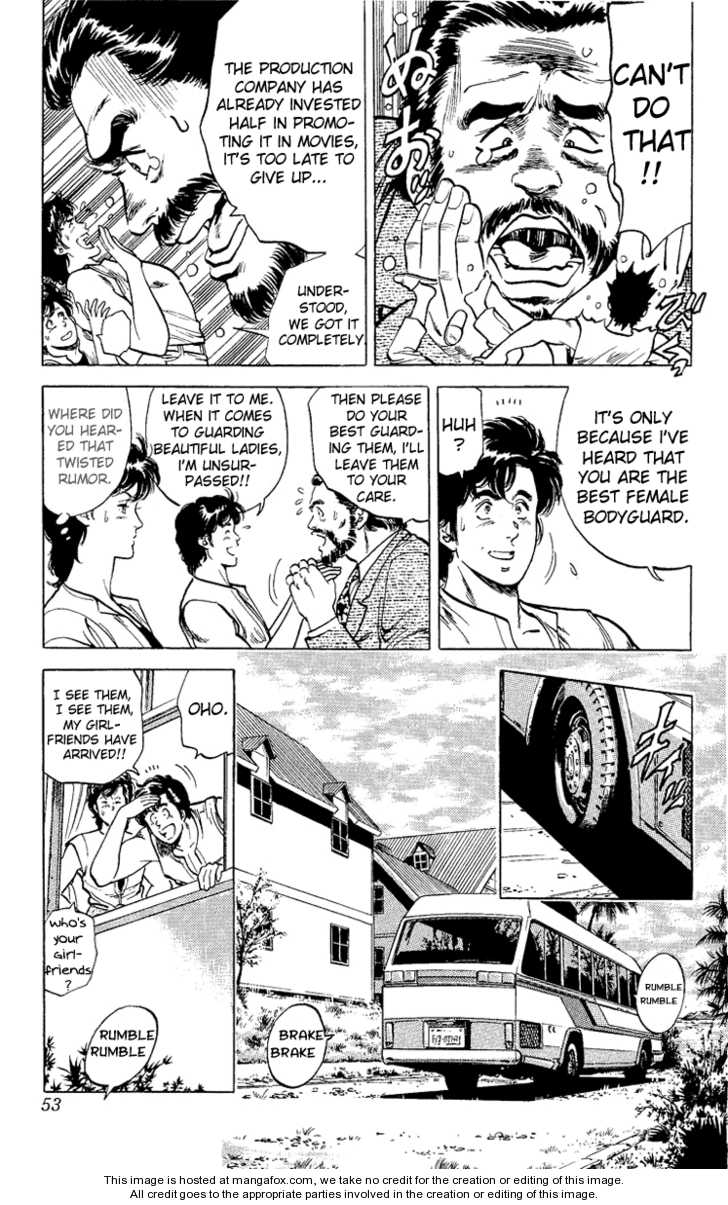 CAN'T
DO
THAT
!!
ぬ
おお
THE PRODUCTION
COMPANY HAS
ALREADY INVESTED
HALF IN PROMO-
TING IT IN MOVIES,
IT'S TOO LATE TO
GIVE UP...
UNDER-
STOOD,
WE GOT IT
COMPLETELY.
IT'S ONLY
BECAUSE I'VE
HEARD THAT
YOU ARE THE
BEST FEMALE
BODYGUARD.
HUH
?
THEN PLEASE
DO YOUR
BEST GUARD-
ING THEM, I'LL
LEAVE THEM
TO YOUR
CARE.
LEAVE IT TO ME.
WHEN IT COMES
TO GUARDING
BEAUTIFUL LADIES,
I'M UNSUR-
PASSED!!
WHERE DID
YOU HEAR-
ED THAT
TWISTED
RUMOR.
OHO.
I SEE THEM,
I SEE THEM,
MY GIRL-
FRIENDS HAVE
ARRIVED!!
who's
your
girl-
friends
?
RUMBLE
RUMBLE
BRAKE
BRAKE
RUMBLE
RUMBLE
53
This image is hosted at mangafox.com, we take no credit for the creation or editing of this image.
All credit goes to the appropriate parties involved in the creation or editing of this image.